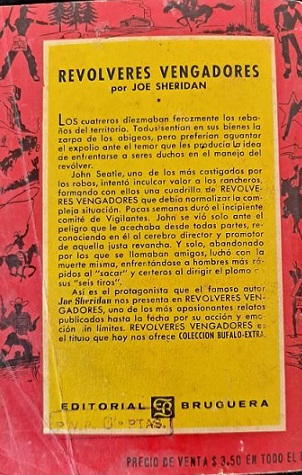 REVOLVERES VENGADORES
por JOE SHERIDAN
LOS cuatreros diezmaban ferozmente los reba-
ños del territorio. Todos sentían en sus bienes la
zarpa de los abigeos, pero preferían aguantar
el expolio antes el temor que les producía la idea
de enfrentarse a seres duchos en el manejo del
revólver.
John Seatle, uno de los más castigados por
los robos, intentó inculcar valor a los rancheros,
formando con ellos una cuadrilla de REVOLVE-
RES VENGADORES que debía normalizar la com-
pleja situación. Pocas semanas duró el incipiente
comité de Vigilantes. John se vió solo ante el
peligro que le acechaba desde todas partes, re-
conociendo en él al cerebro director y promotor
de aquella justa revancha. Y solo, abandonado
por los que se llamaban amigos, luchó con la
muerte misma, enfrentándose a hombres más rá-
pidos al "sacar" y certeros al dirigir el plomo
sus "seis tiros".
Así es el protagonista que el famoso autor
Joe Sheridan nos presenta en REVOLVERES VEN-
GADORES, uno de los más apasionantes relatos
publicados hasta la fecha por su acción y emo-
ción sin límites. REVOLVERES VENGADORES es
el título que hoy nos ofrece COLECCION BUFALO-EXTRA.
EDITORIAL BRUGUERA
P.V.P. PTAS.
PRECIO DE VENTA $ 3,50 EN TODO EL